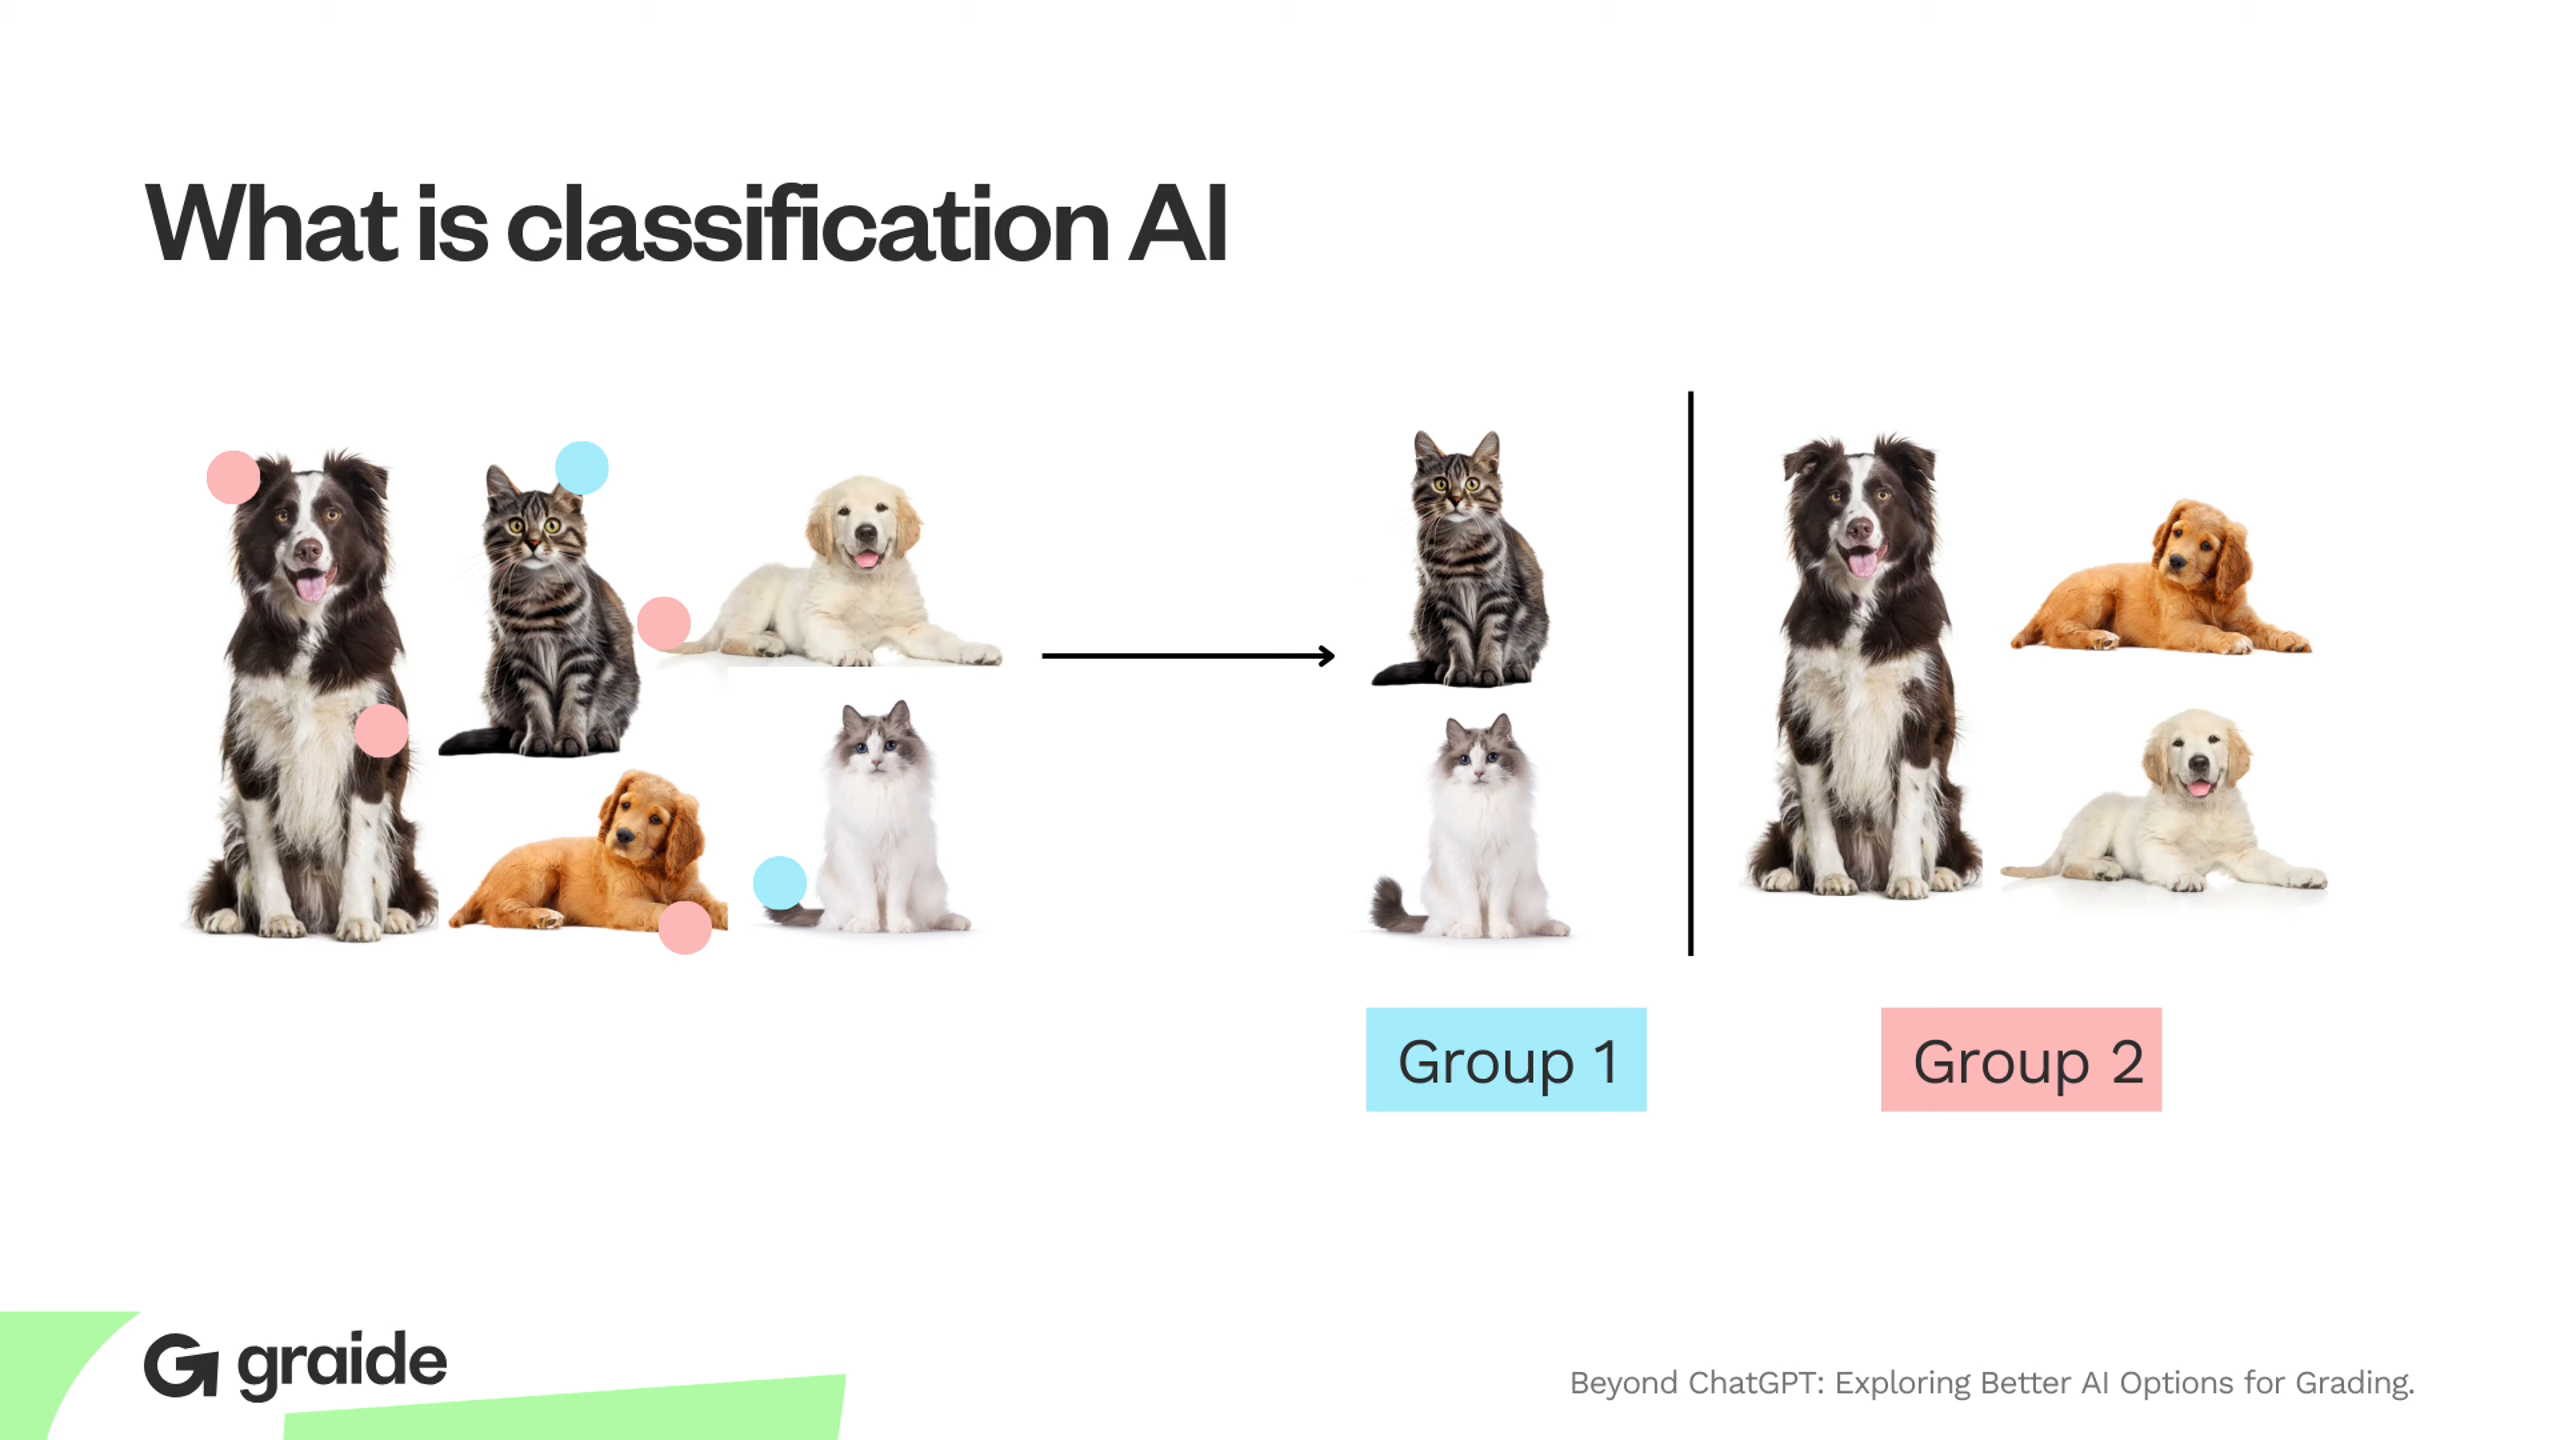 What is classification AI
Group 1
Group 2
graide
Beyond ChatGPT: Exploring Better AI Options for Grading.